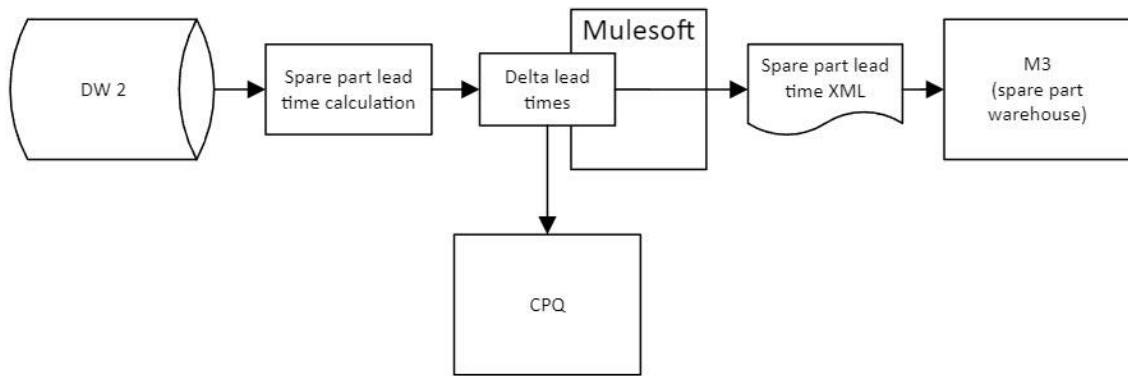 DW 2
Spare part lead
time calculation
Delta lead
times
Mulesoft
Spare part lead
time XML
M3
(spare part
warehouse)
CPQ